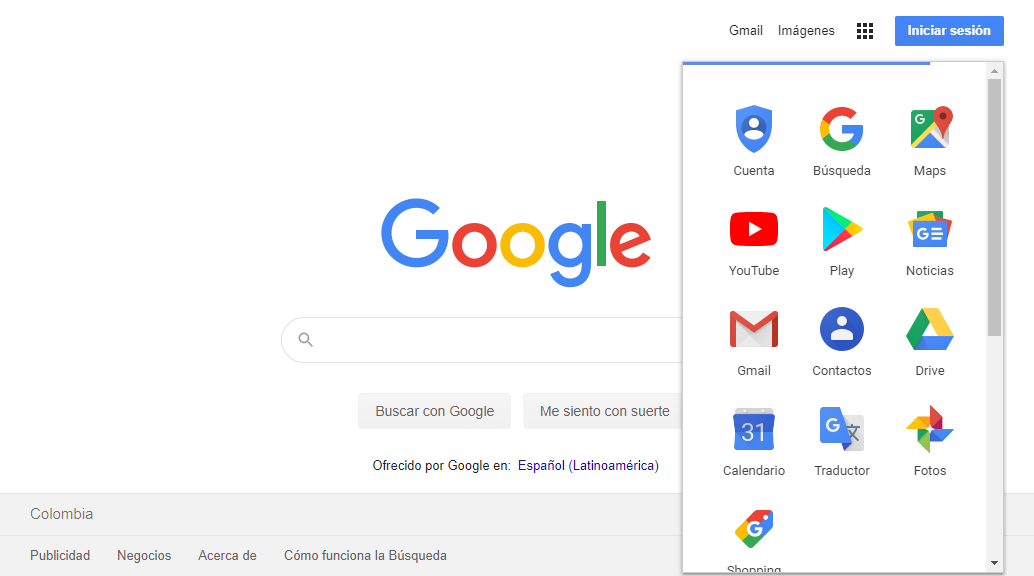 Gmail Imágenes Iniciar sesión
Google
Buscar con Google Me siento con suerte
Ofrecido por Google en: Español (Latinoamérica)
Colombia
Publicidad Negocios Acerca de Cómo funciona la Búsqueda
G
Cuenta Búsqueda Maps
GE
YouTube Play Noticias
Gmail Contactos Drive
31 G 文
Calendario Traductor Fotos
G
Shopping